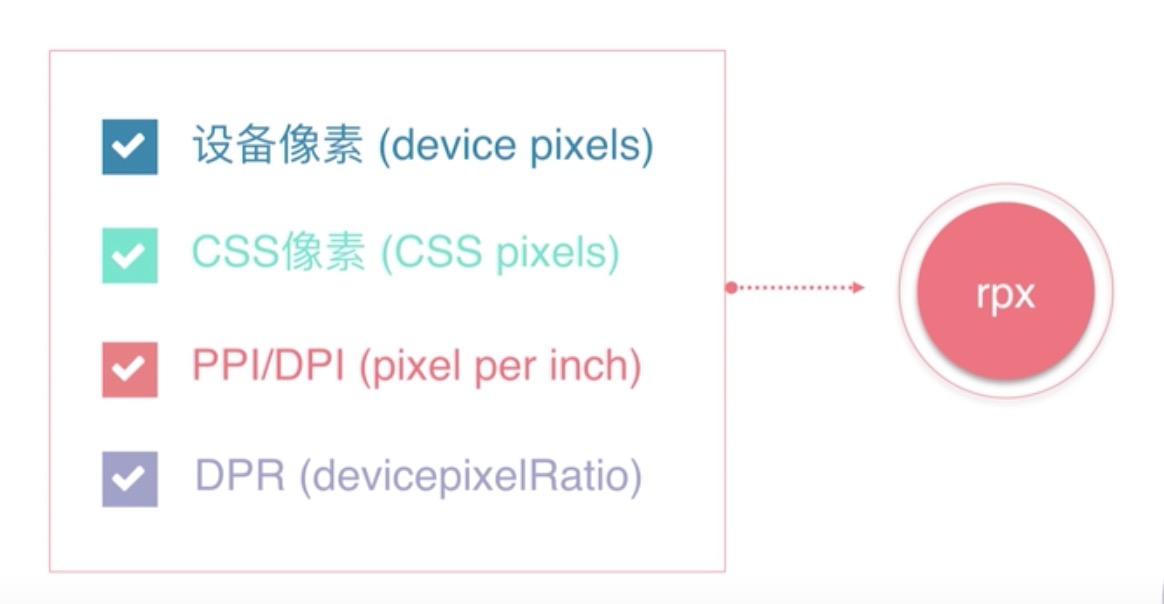 设备像素 (device pixels)
CSS像素 (CSS pixels)
PPI/DPI (pixel per inch)
DPR (devicepixelRatio)
rpx